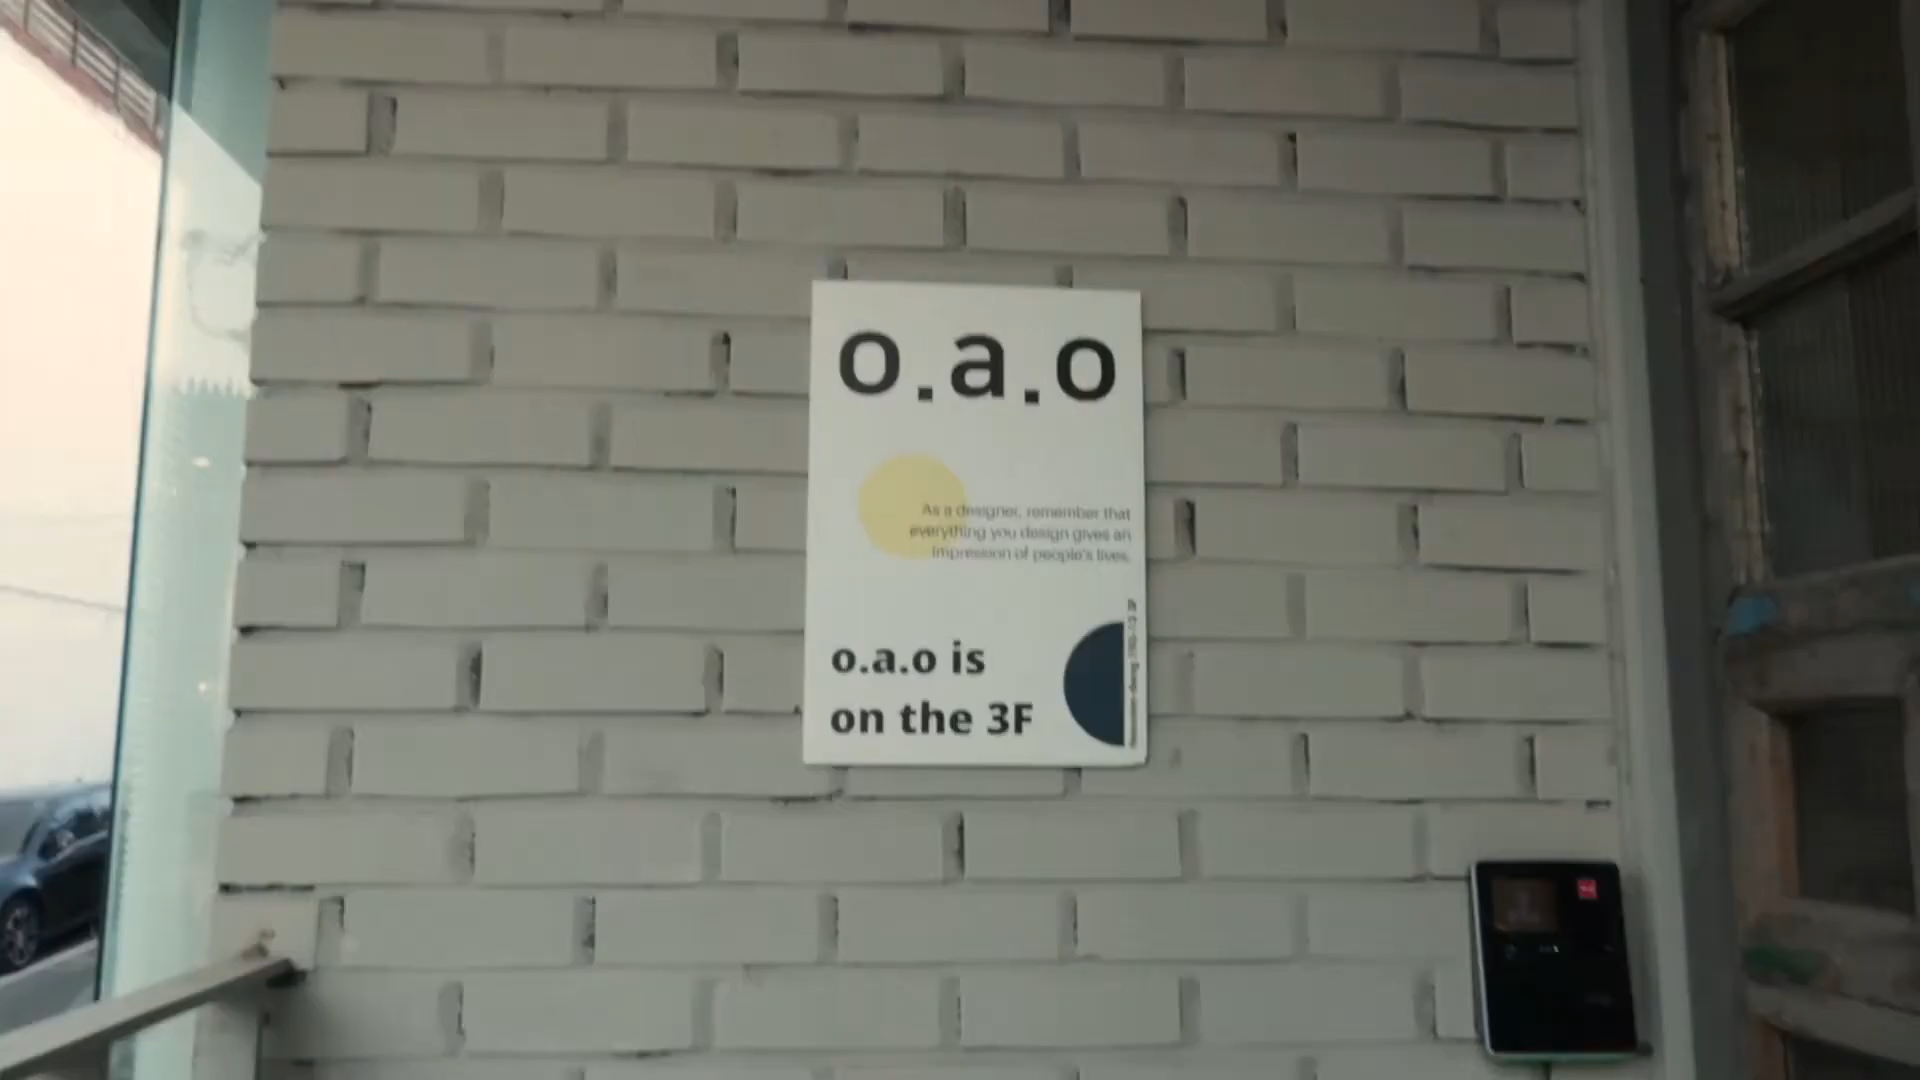 o.a.o
As a designer, remember that
everything you design gives an
impression of people's lives.
o.a.o is
on the 3F